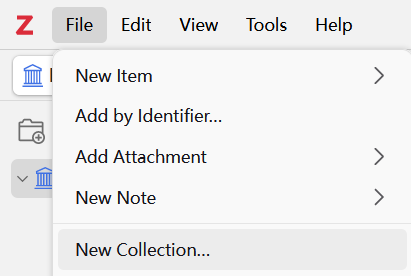 Z File Edit View Tools Help
New Item
Add by Identifier...
Add Attachment
New Note
New Collection...